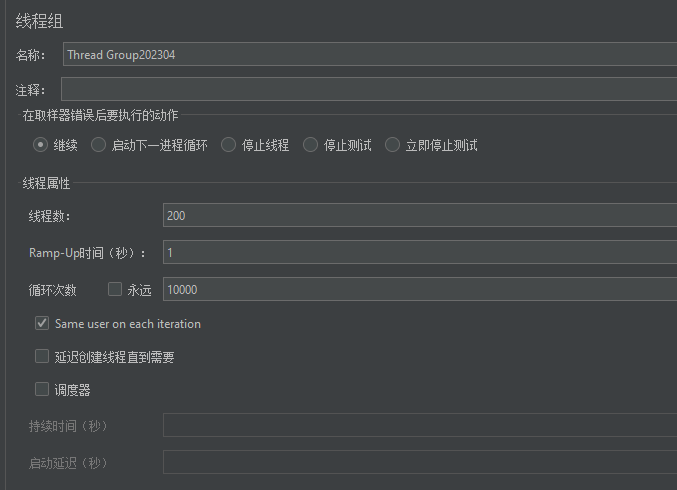 线程组
名称： Thread Group202304
注释：
在取样器错误后要执行的动作
继续 启动下一进程循环 停止线程 停止测试 立即停止测试
线程属性
线程数： 200
Ramp-Up时间（秒）： 1
循环次数 永远 10000
Same user on each iteration
延迟创建线程直到需要
调度器
持续时间（秒）
启动延迟（秒）